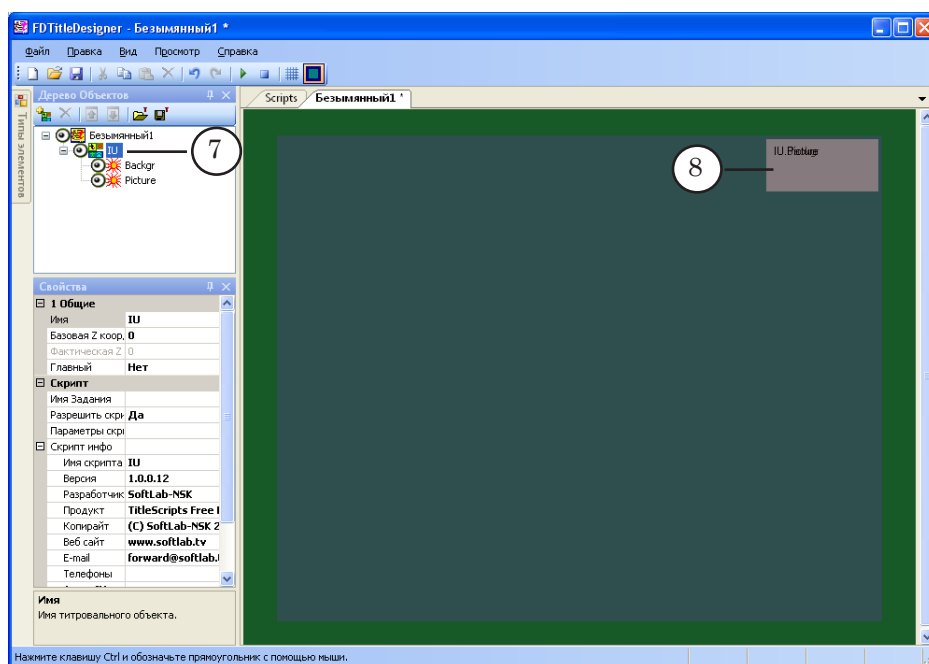 FDTitleDesigner - Безымянный1 *
Файл Правка Вид Просмотр Справка
Дерево Объектов
Типы элементов
Безымянный1
IU
Backgr
Picture
7
Scripts Безымянный1 *
8
Свойства
1 Общие
Имя IU
Базовая Z коор, 0
Фактическая Z 0
Главный Нет
Скрипт
Имя Задания
Разрешить скри Да
Параметры скри
Скрипт инфо
Имя скрипта IU
Версия 1.0.0.12
Разработчик SoftLab-NSK
Продукт TitleScripts Free
Копирайт (C) SoftLab-NSK 2
Веб сайт www.softlab.tv
E-mail forward@softlab.
Телефоны
Имя
Имя титровального объекта.
Нажмите клавишу Ctrl и обозначьте прямоугольник с помощью мыши.